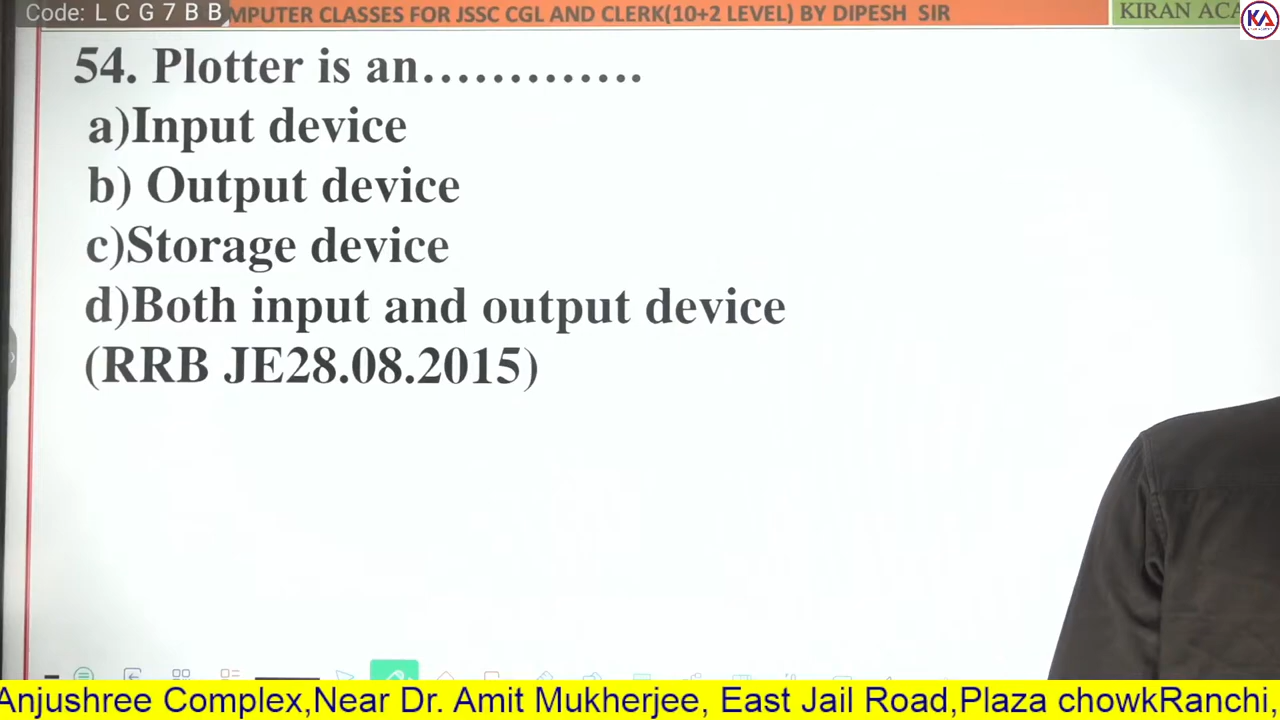 Code: L C G 7 B B MPUTER CLASSES FOR JSSC CGL AND CLERK(10+2 LEVEL) BY DIPESH SIR KIRAN
KA
54. Plotter is an.............
a)Input device
b) Output device
c)Storage device
d)Both input and output device
(RRB JE28.08.2015)
Anjushree Complex,Near Dr. Amit Mukherjee, East Jail Road,Plaza chowkRanchi,